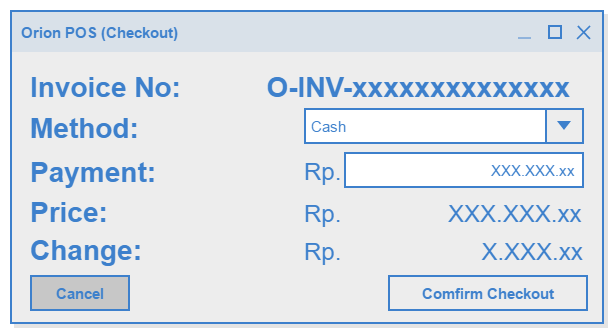 Orion POS (Checkout)
Invoice No: O-INV-xxxxxxxxxxxxxx
Method: Cash
Payment: Rp. XXX.XXX.xx
Price: Rp. XXX.XXX.xx
Change: Rp. X.XXX.xx
Cancel Comfirm Checkout